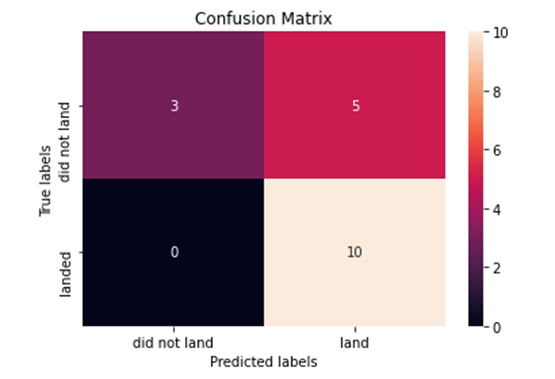 Confusion Matrix
True labels
did not land
landed
3
5
0
10
did not land
land
Predicted labels
10
8
6
4
2
0